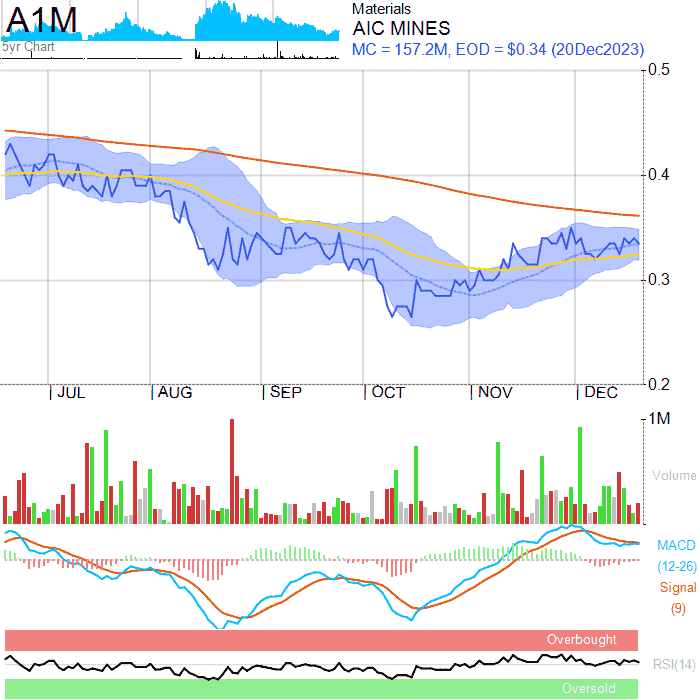 A1M
5yr Chart
Materials
AIC MINES
MC = 157.2M, EOD = $0.34 (20Dec2023)
0.5
0.4
0.3
0.2
JUL AUG SEP OCT NOV DEC
1M
Volume
MACD
(12-26)
Signal
(9)
Overbought
RSI(14)
Oversold